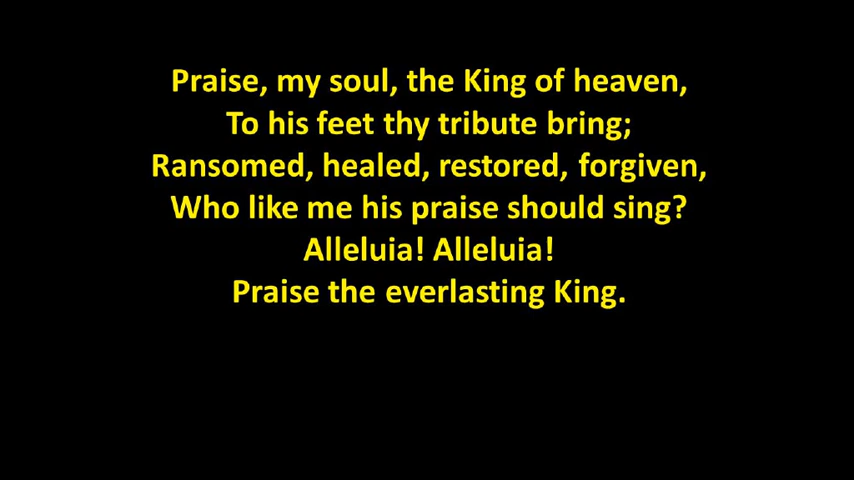 Praise, my soul, the King of heaven,
To his feet thy tribute bring;
Ransomed, healed, restored, forgiven,
Who like me his praise should sing?
Alleluia! Alleluia!
Praise the everlasting King.